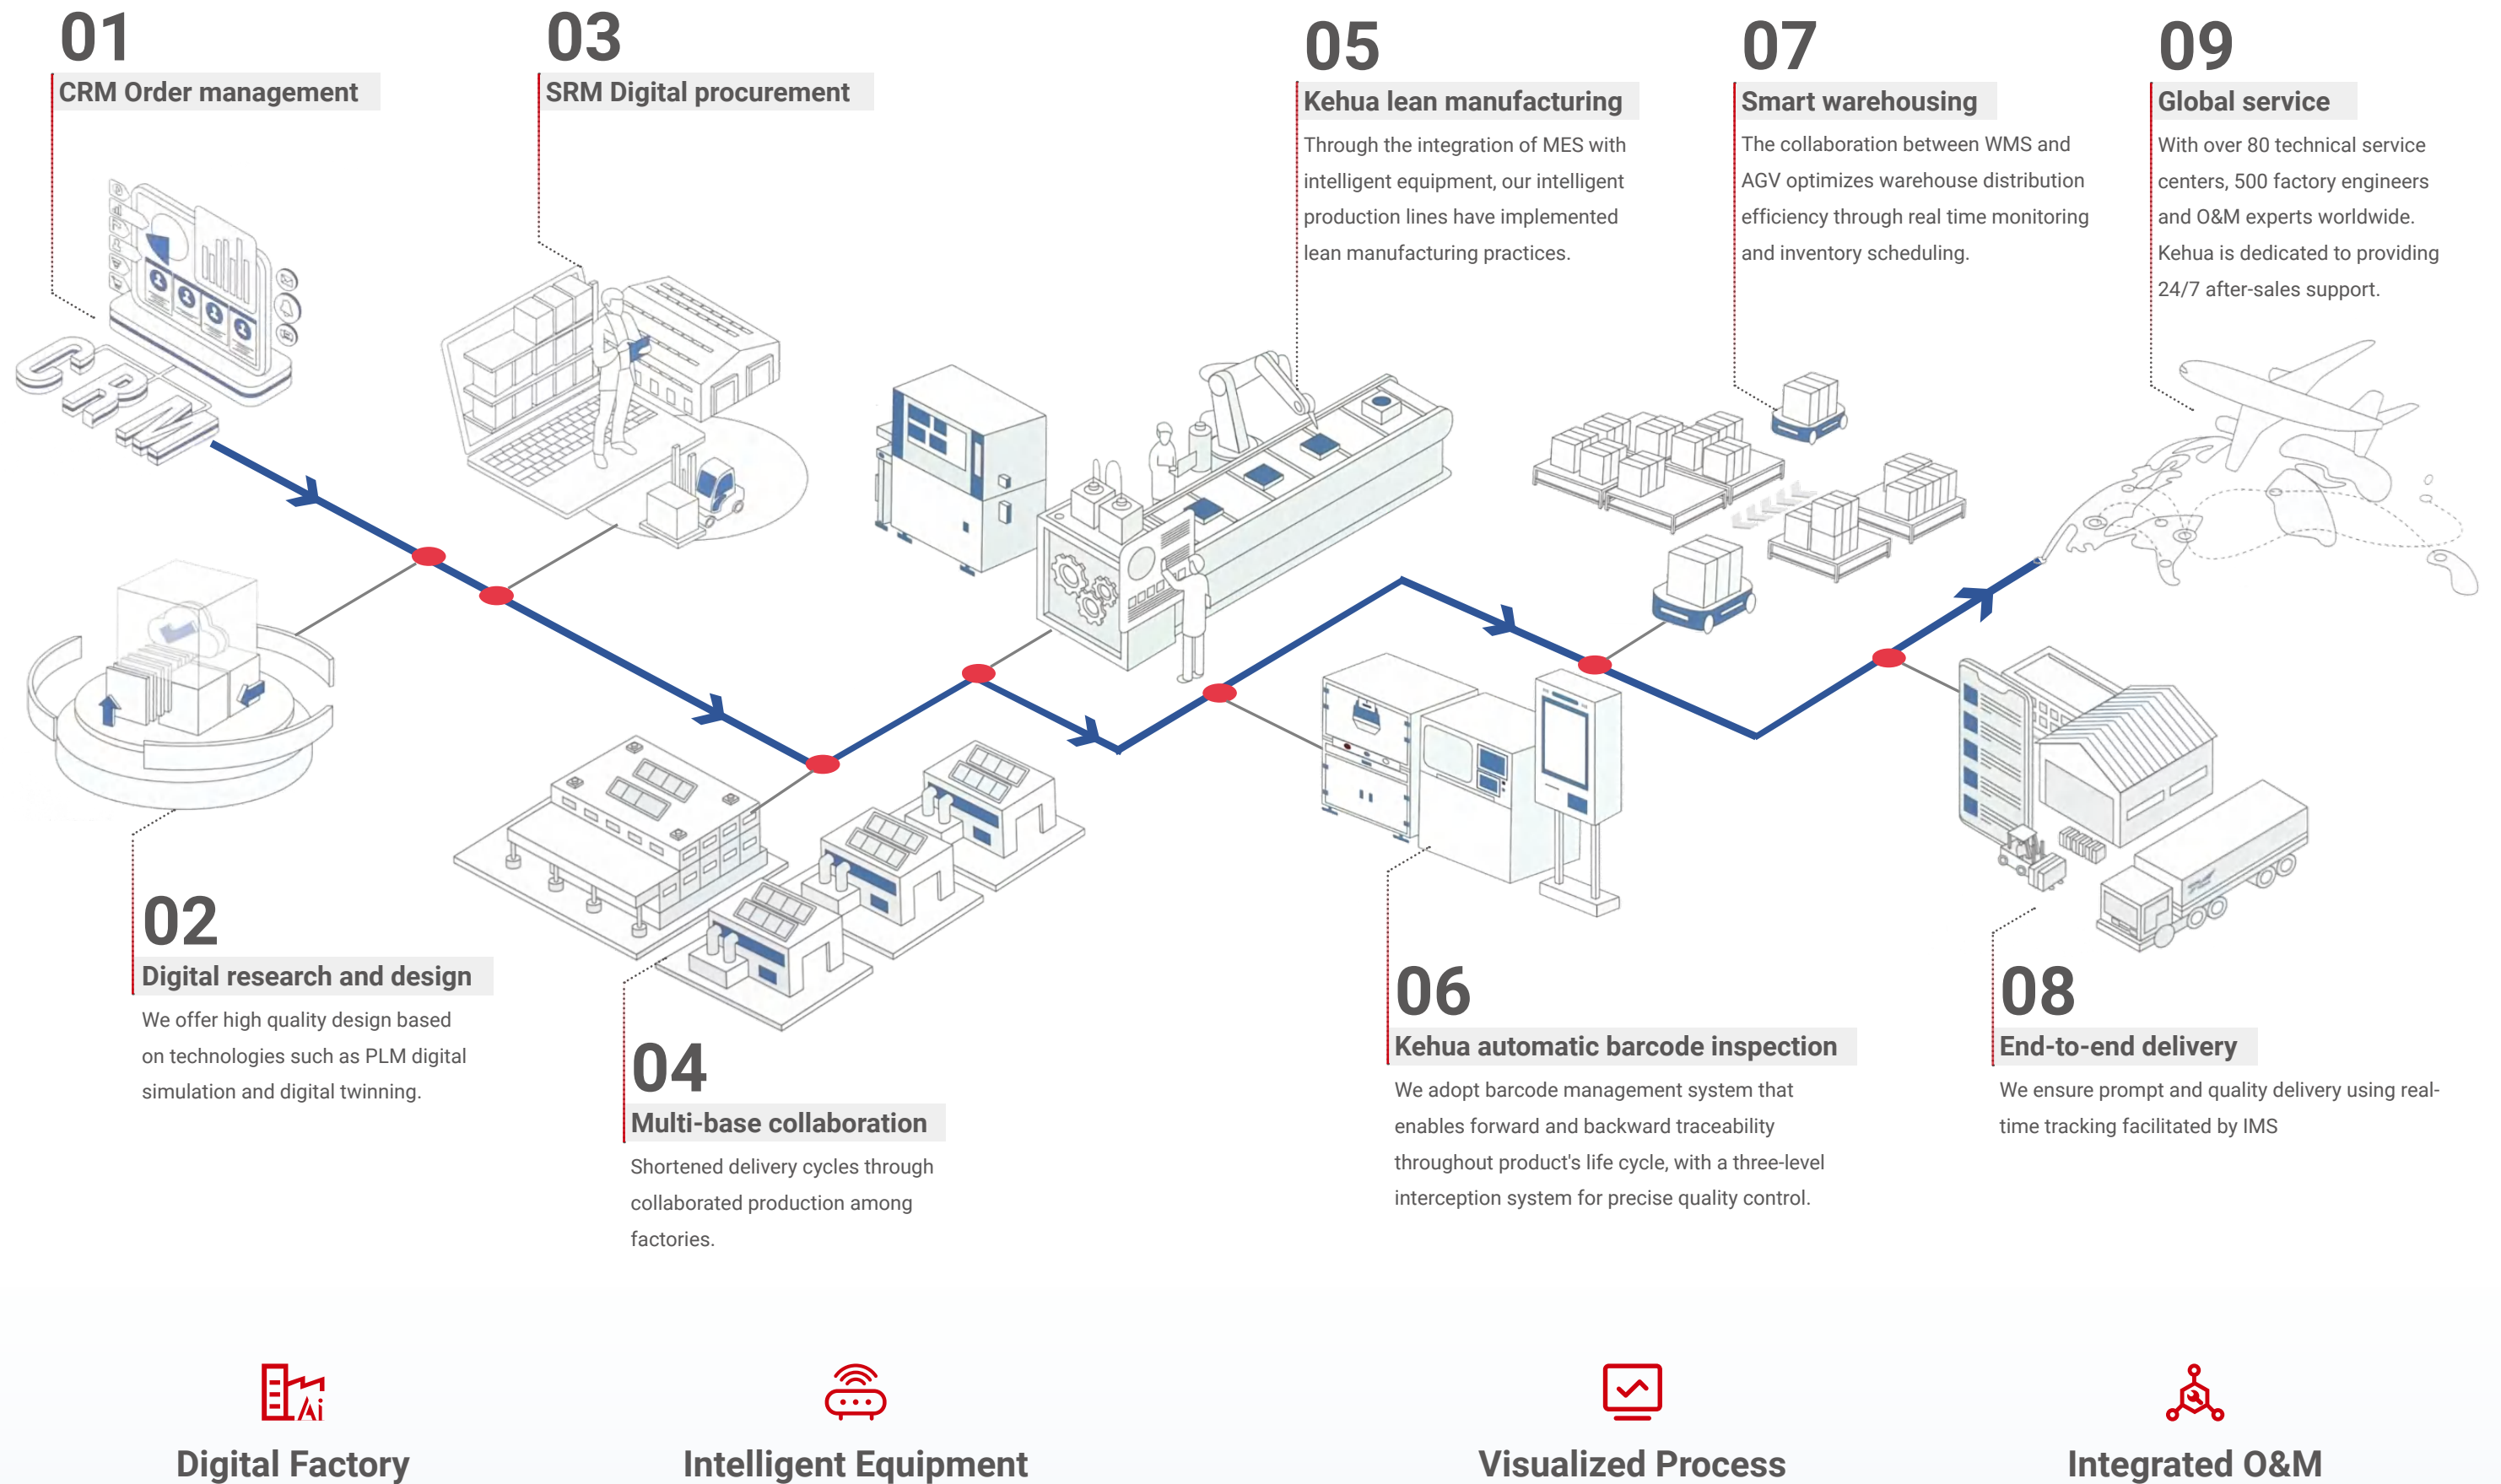 01
CRM Order management
CRM
02
Digital research and design
We offer high quality design based
on technologies such as PLM digital
simulation and digital twinning.
03
SRM Digital procurement
04
Multi-base collaboration
Shortened delivery cycles through
collaborated production among
factories.
05
Kehua lean manufacturing
Through the integration of MES with
intelligent equipment, our intelligent
production lines have implemented
lean manufacturing practices.
06
Kehua automatic barcode inspection
We adopt barcode management system that
enables forward and backward traceability
throughout product's life cycle, with a three-level
interception system for precise quality control.
07
Smart warehousing
The collaboration between WMS and
AGV optimizes warehouse distribution
efficiency through real time monitoring
and inventory scheduling.
08
End-to-end delivery
We ensure prompt and quality delivery using real-
time tracking facilitated by IMS
09
Global service
With over 80 technical service
centers, 500 factory engineers
and O&M experts worldwide.
Kehua is dedicated to providing
24/7 after-sales support.
Ai
Digital Factory
Intelligent Equipment
Visualized Process
Integrated O&M